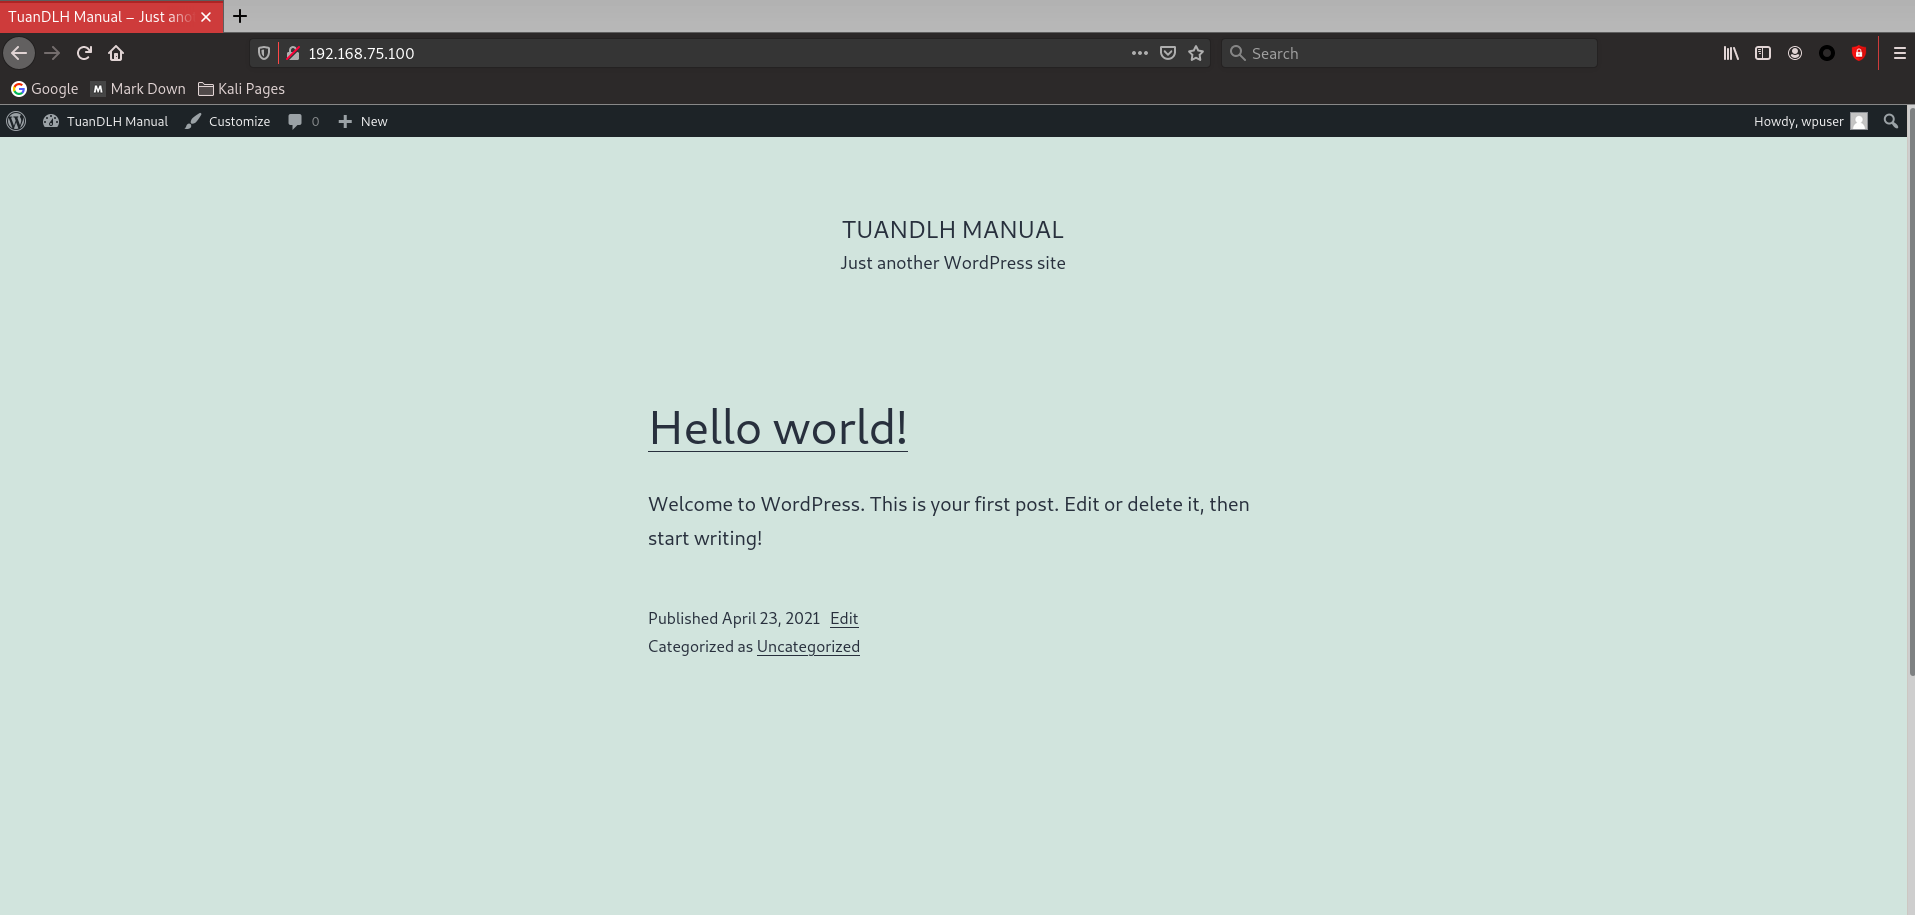 TuanDLH Manual – Just ano
192.168.75.100
Search
Google
Mark Down
Kali Pages
TuanDLH Manual
Customize
0
New
Howdy, wpuser
TUANDLH MANUAL
Just another WordPress site
Hello world!
Welcome to WordPress. This is your first post. Edit or delete it, then
start writing!
Published April 23, 2021 Edit
Categorized as Uncategorized